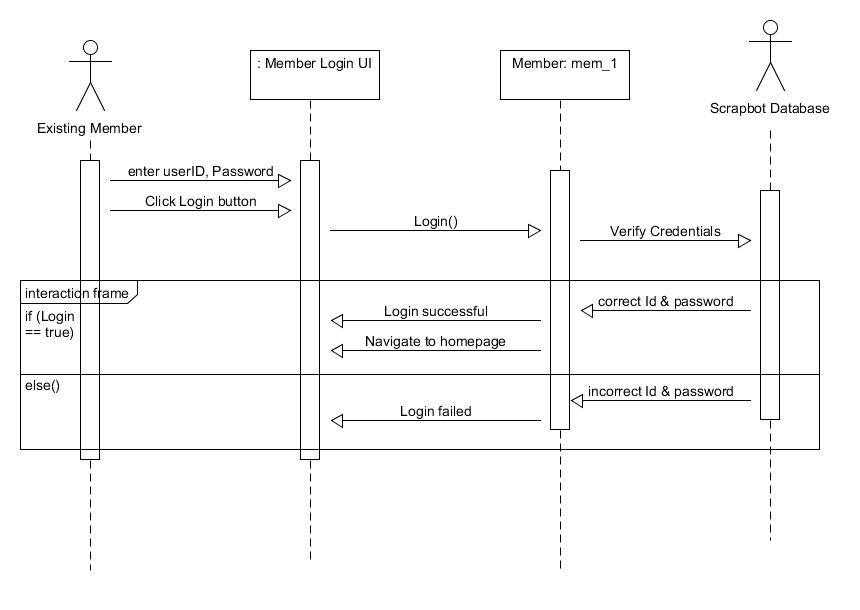 : Member Login UI
Member: mem_1
Scrapbot Database
Existing Member
enter userID, Password
Click Login button
Login()
Verify Credentials
interaction frame
correct Id & password
if (Login
== true)
Login successful
Navigate to homepage
else()
incorrect Id & password
Login failed